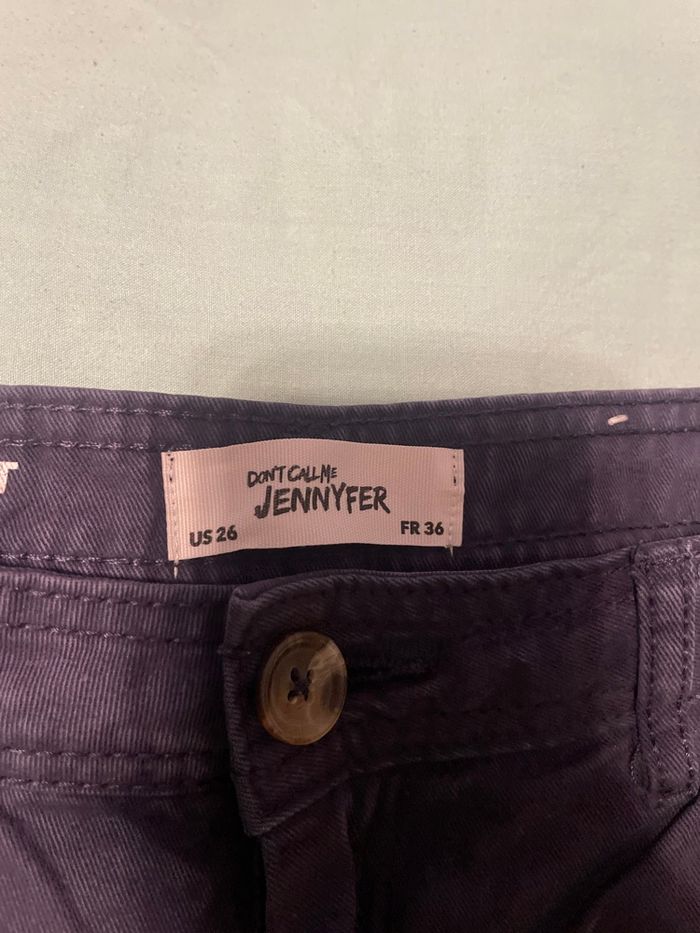 DON'T CALL ME
JENNYFER
US 26
FR 36